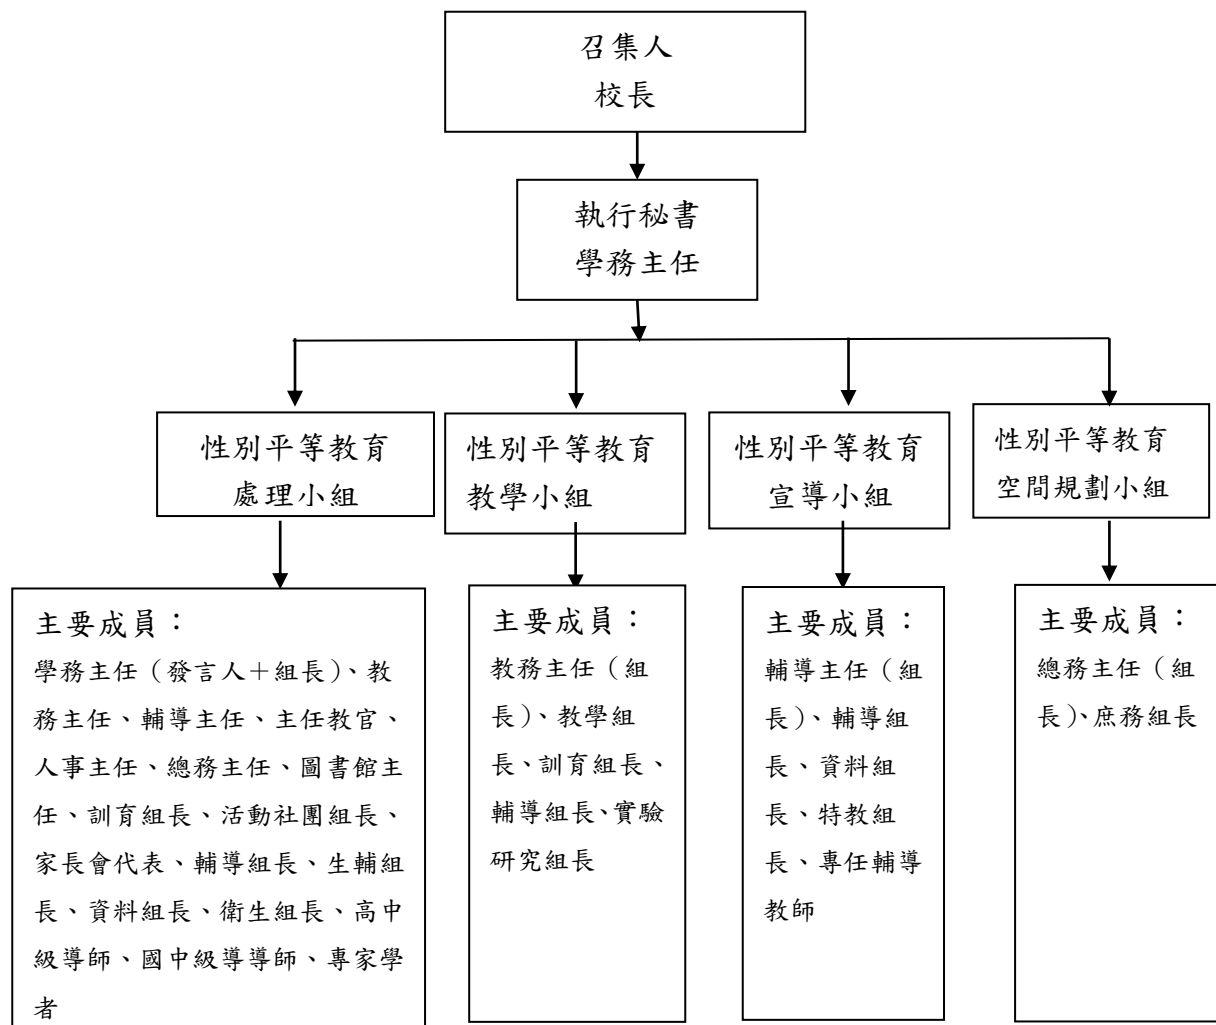 召集人
校長
執行秘書
學務主任
性別平等教育
處理小組
性別平等教育
教學小組
性別平等教育
宣導小組
性別平等教育
空間規劃小組
主要成員：
學務主任（發言人＋組長）、教
務主任、輔導主任、主任教官、
人事主任、總務主任、圖書館主
任、訓育組長、活動社團組長、
家長會代表、輔導組長、生輔組
長、資料組長、衛生組長、高中
級導師、國中級導導師、專家學
者
主要成員：
教務主任（組
長）、教學組
長、訓育組長、
輔導組長、實驗
研究組長
主要成員：
輔導主任（組
長）、輔導組
長、資料組
長、特教組
長、專任輔導
教師
主要成員：
總務主任（組
長）、庶務組長